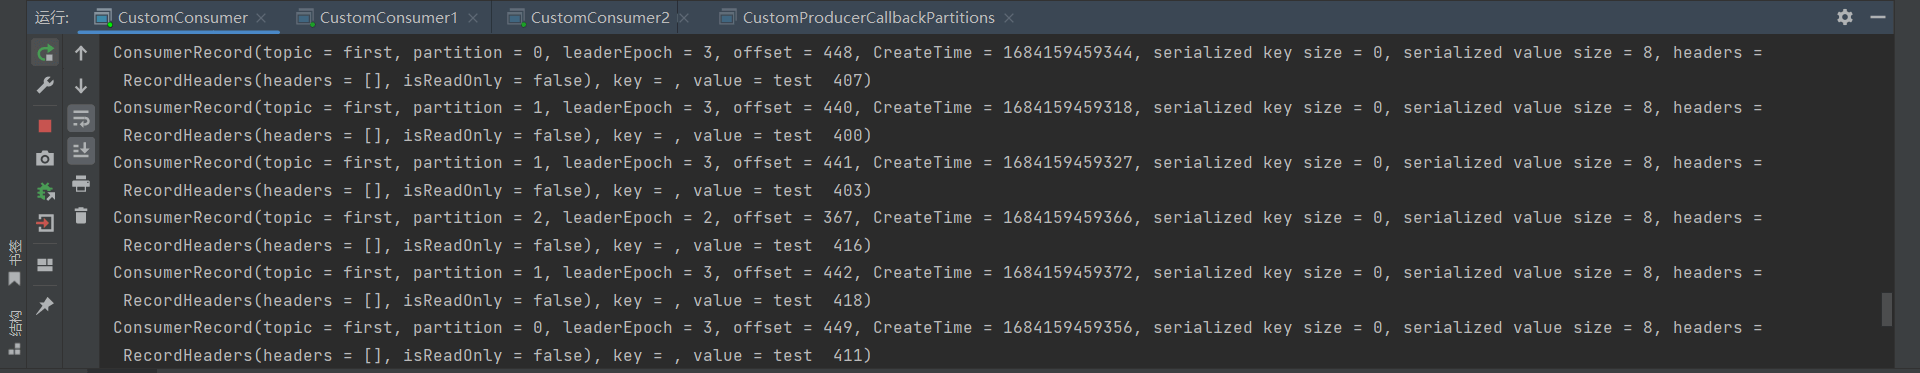 运行: CustomConsumer CustomConsumer1 CustomConsumer2 CustomProducerCallbackPartitions
ConsumerRecord(topic = first, partition = 0, leaderEpoch = 3, offset = 448, CreateTime = 1684159459344, serialized key size = 0, serialized value size = 8, headers =
RecordHeaders(headers = [], isReadOnly = false), key = , value = test  407)
ConsumerRecord(topic = first, partition = 1, leaderEpoch = 3, offset = 440, CreateTime = 1684159459318, serialized key size = 0, serialized value size = 8, headers =
RecordHeaders(headers = [], isReadOnly = false), key = , value = test  400)
ConsumerRecord(topic = first, partition = 1, leaderEpoch = 3, offset = 441, CreateTime = 1684159459327, serialized key size = 0, serialized value size = 8, headers =
RecordHeaders(headers = [], isReadOnly = false), key = , value = test  403)
ConsumerRecord(topic = first, partition = 2, leaderEpoch = 2, offset = 367, CreateTime = 1684159459366, serialized key size = 0, serialized value size = 8, headers =
RecordHeaders(headers = [], isReadOnly = false), key = , value = test  416)
ConsumerRecord(topic = first, partition = 1, leaderEpoch = 3, offset = 442, CreateTime = 1684159459372, serialized key size = 0, serialized value size = 8, headers =
RecordHeaders(headers = [], isReadOnly = false), key = , value = test  418)
ConsumerRecord(topic = first, partition = 0, leaderEpoch = 3, offset = 449, CreateTime = 1684159459356, serialized key size = 0, serialized value size = 8, headers =
RecordHeaders(headers = [], isReadOnly = false), key = , value = test  411)
书签
结构